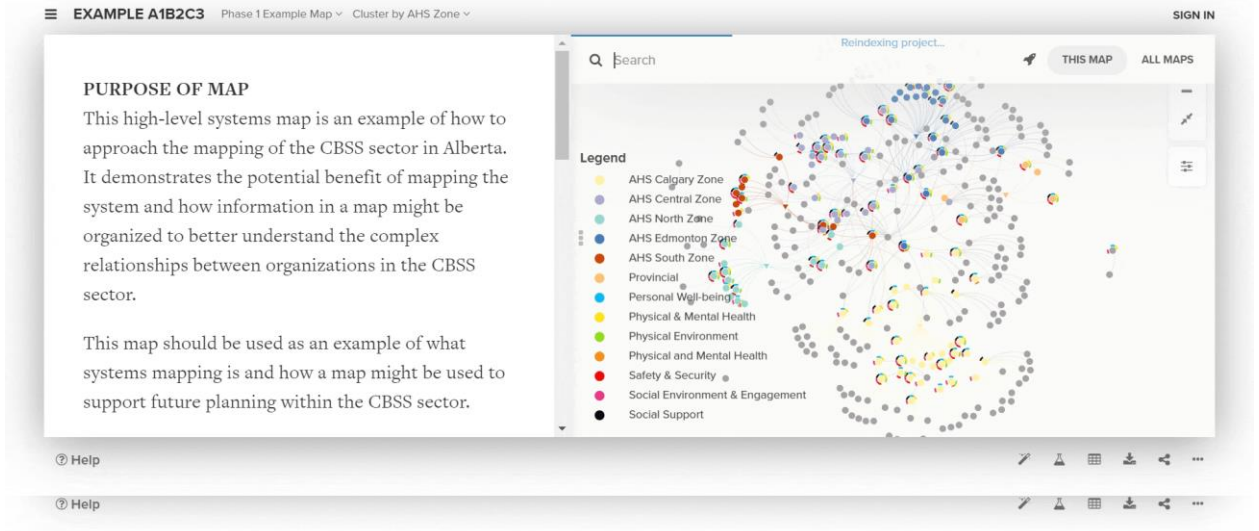 EXAMPLE A1B2C3 Phase 1 Example Map Cluster by AHS Zone SIGN IN
PURPOSE OF MAP
This high-level systems map is an example of how to
approach the mapping of the CBSS sector in Alberta.
It demonstrates the potential benefit of mapping the
system and how information in a map might be
organized to better understand the complex
relationships between organizations in the CBSS
sector.
This map should be used as an example of what
systems mapping is and how a map might be used to
support future planning within the CBSS sector.
Reindexing project...
Search THIS MAP ALL MAPS
Legend
AHS Calgary Zone
AHS Central Zone
AHS North Zone
AHS Edmonton Zone
AHS South Zone
Provincial
Personal Well-being
Physical & Mental Health
Physical Environment
Physical and Mental Health
Safety & Security
Social Environment & Engagement
Social Support
Help
Help